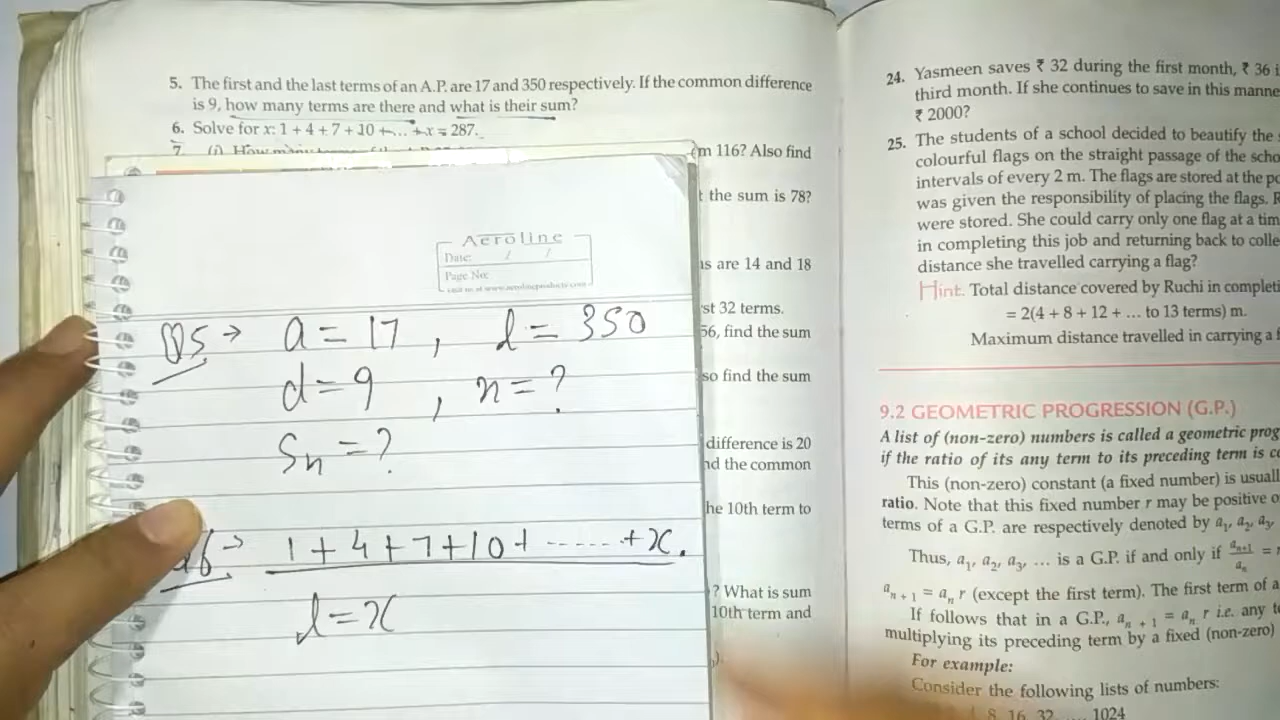 5. The first and the last terms of an A.P. are 17 and 350 respectively. If the common difference
is 9, how many terms are there and what is their sum?
6. Solve for x: 1 + 4 + 7 + 10 + ... + x = 287.
7. (i) How many
m 116? Also find
t the sum is 78?
as are 14 and 18
st 32 terms.
56, find the sum
so find the sum
difference is 20
nd the common
he 10th term to
? What is sum
10th term and
Aeroline
Date: / /
Page No:
Visit us at www.aerolineproducts.com
Q5 → a = 17 , l = 350
d = 9 , n = ?
Sn = ?
Q6 → 1 + 4 + 7 + 10 + ...... + x.
l = x
24. Yasmeen saves ₹ 32 during the first month, ₹ 36 i
third month. If she continues to save in this manne
₹ 2000?
25. The students of a school decided to beautify the
colourful flags on the straight passage of the scho
intervals of every 2 m. The flags are stored at the po
was given the responsibility of placing the flags. R
were stored. She could carry only one flag at a tim
in completing this job and returning back to colle
distance she travelled carrying a flag?
Hint. Total distance covered by Ruchi in completi
= 2(4 + 8 + 12 + ... to 13 terms) m.
Maximum distance travelled in carrying a
9.2 GEOMETRIC PROGRESSION (G.P.)
A list of (non-zero) numbers is called a geometric prog
if the ratio of its any term to its preceding term is co
This (non-zero) constant (a fixed number) is usuall
ratio. Note that this fixed number r may be positive o
terms of a G.P. are respectively denoted by a₁, a₂, a₃
Thus, a₁, a₂, a₃, ... is a G.P. if and only if aₙ₊₁/aₙ =
aₙ₊₁ = aₙ r (except the first term). The first term of a
If follows that in a G.P., aₙ₊₁ = aₙ r i.e. any te
multiplying its preceding term by a fixed (non-zero)
For example:
Consider the following lists of numbers:
8, 16, 32, ..., 1024